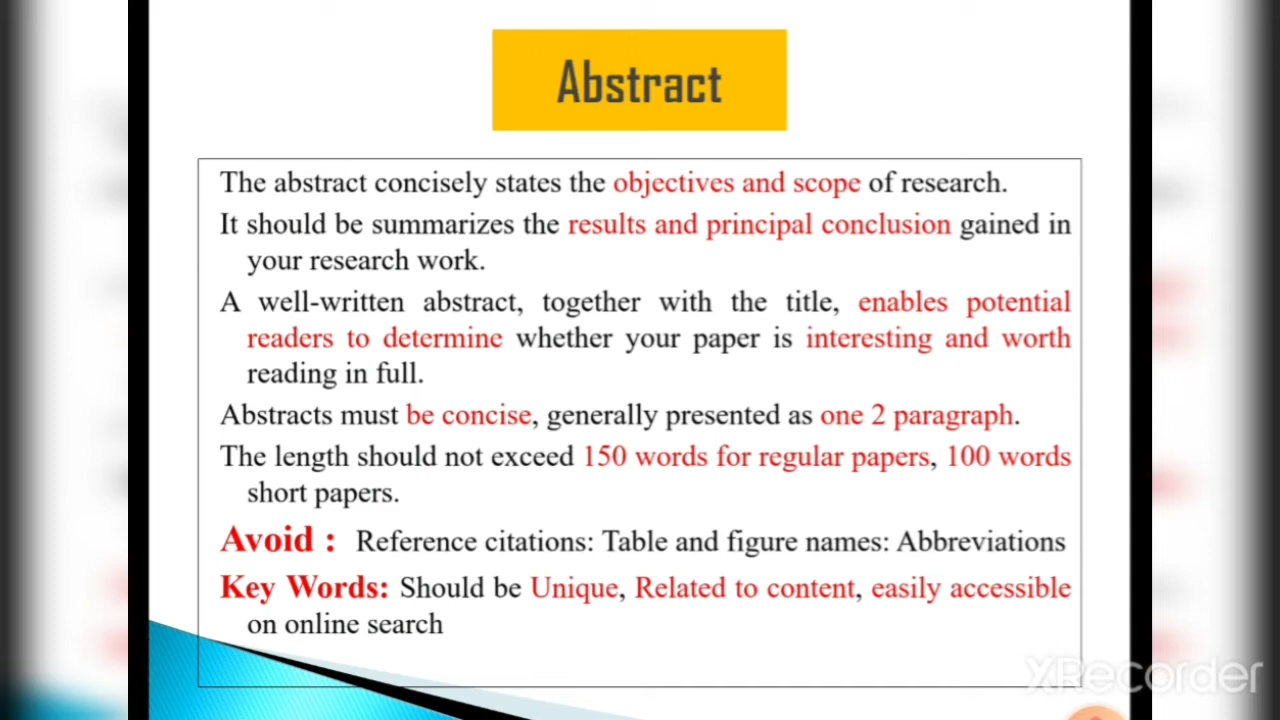 Abstract
The abstract concisely states the objectives and scope of research.
It should be summarizes the results and principal conclusion gained in
your research work.
A well-written abstract, together with the title, enables potential
readers to determine whether your paper is interesting and worth
reading in full.
Abstracts must be concise, generally presented as one 2 paragraph.
The length should not exceed 150 words for regular papers, 100 words
short papers.
Avoid : Reference citations: Table and figure names: Abbreviations
Key Words: Should be Unique, Related to content, easily accessible
on online search
XRecorder